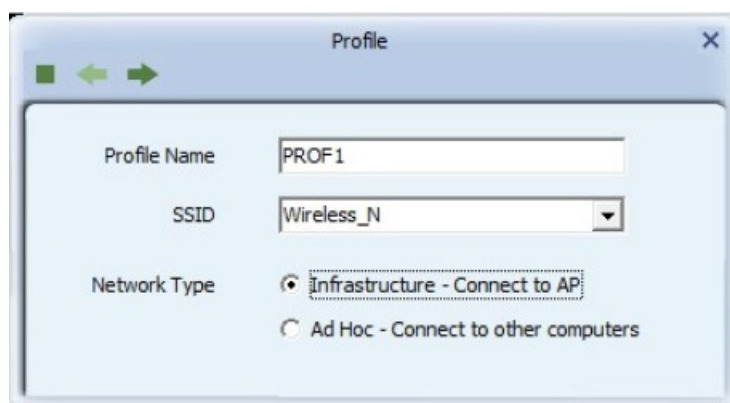 Profile
Profile Name PROF1
SSID Wireless_N
Network Type Infrastructure - Connect to AP
Ad Hoc - Connect to other computers